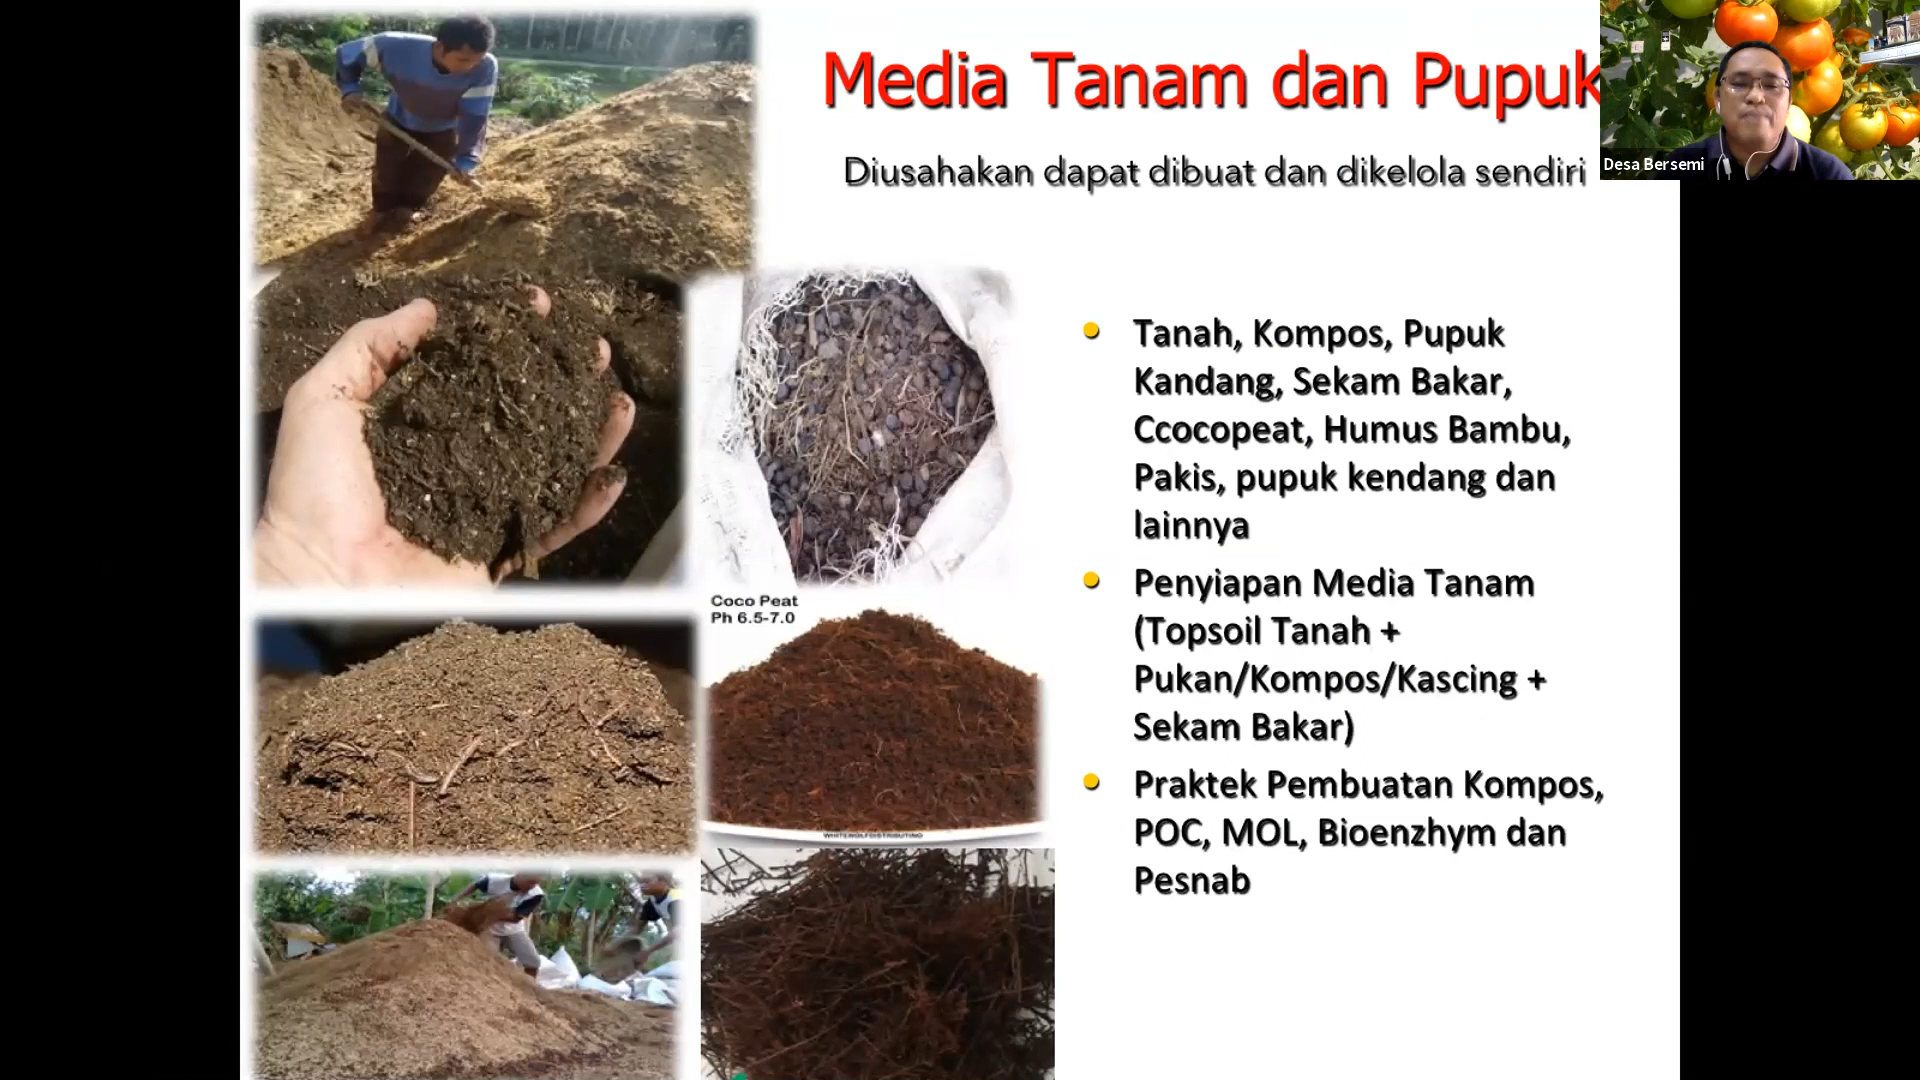 Media Tanam dan Pupuk
Diusahakan dapat dibuat dan dikelola sendiri
Desa Bersemi
Tanah, Kompos, Pupuk
Kandang, Sekam Bakar,
Ccocopeat, Humus Bambu,
Pakis, pupuk kendang dan
lainnya
Penyiapan Media Tanam
(Topsoil Tanah +
Pukan/Kompos/Kascing +
Sekam Bakar)
Praktek Pembuatan Kompos,
POC, MOL, Bioenzhym dan
Pesnab
Coco Peat
Ph 6.5-7.0
WHITEWOLFDISTRIBUTING